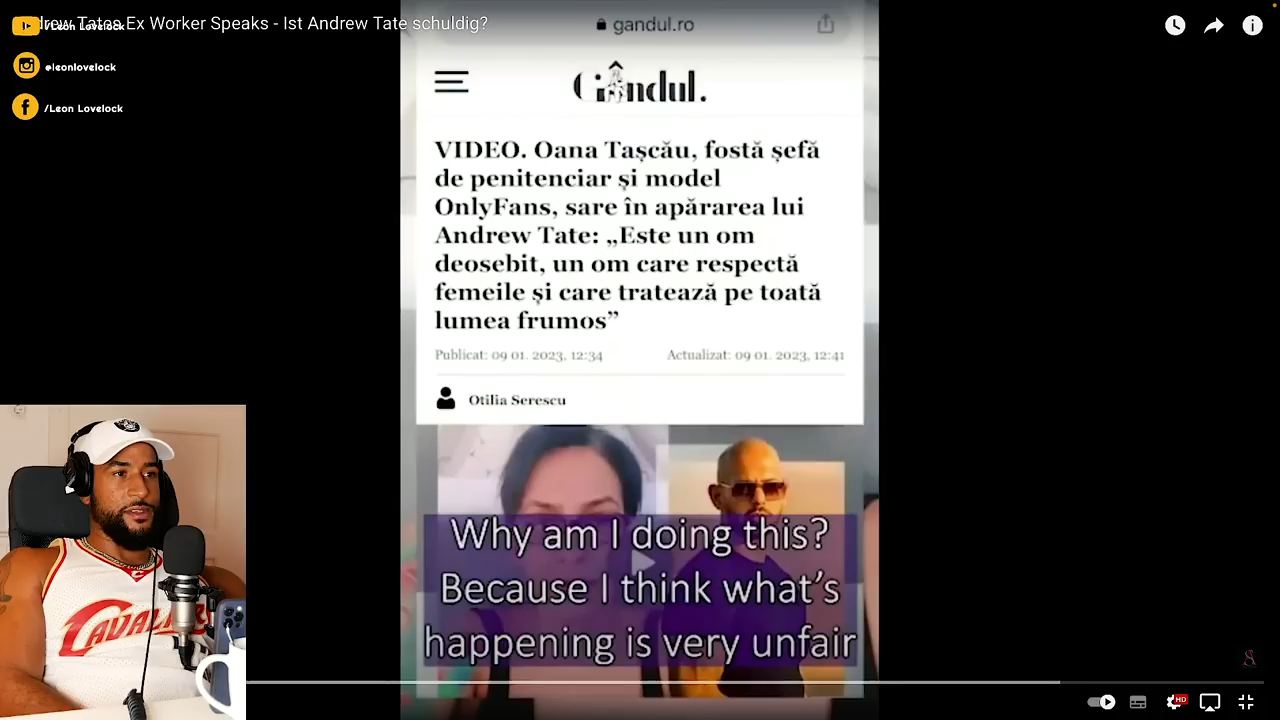 drew Tates Ex Worker Speaks - Ist Andrew Tate schuldig?
/Leon Lovelock
@leonlovelock
/Leon Lovelock
gandul.ro
Gândul.
VIDEO. Oana Tașcău, fostă șefă
de penitenciar și model
OnlyFans, sare în apărarea lui
Andrew Tate: „Este un om
deosebit, un om care respectă
femeile și care tratează pe toată
lumea frumos”
Publicat: 09 01. 2023, 12:34
Actualizat: 09 01. 2023, 12:41
Otilia Serescu
Why am I doing this?
Because I think what's
happening is very unfair
CAVALIERS
HD